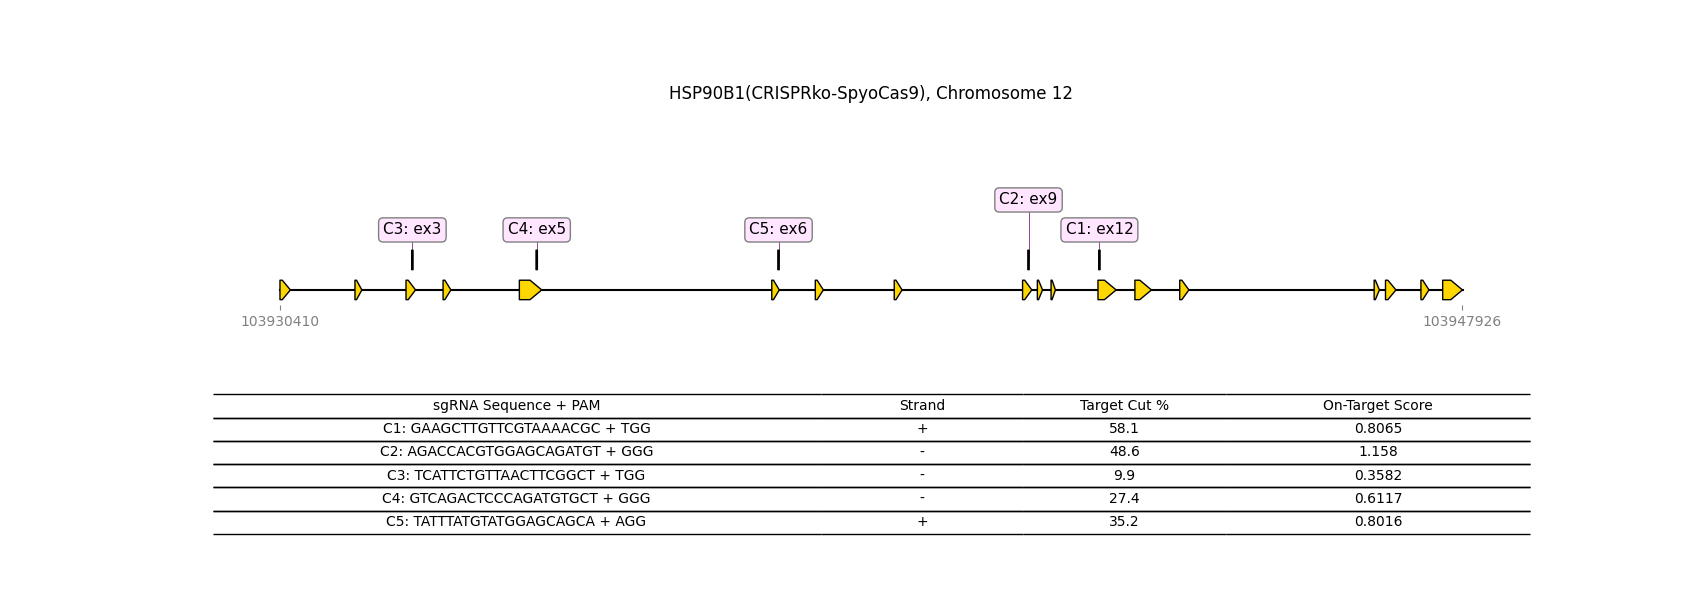 HSP90B1(CRISPRko-SpyoCas9), Chromosome 12
C2: ex9
C3: ex3 C4: ex5 C5: ex6 C1: ex12
103930410 103947926
sgRNA Sequence + PAM Strand Target Cut % On-Target Score
C1: GAAGCTTGTTCGTAAAACGC + TGG + 58.1 0.8065
C2: AGACCACGTGGAGCAGATGT + GGG - 48.6 1.158
C3: TCATTCTGTTAACTTCGGCT + TGG - 9.9 0.3582
C4: GTCAGACTCCCAGATGTGCT + GGG - 27.4 0.6117
C5: TATTTATGTATGGAGCAGCA + AGG + 35.2 0.8016